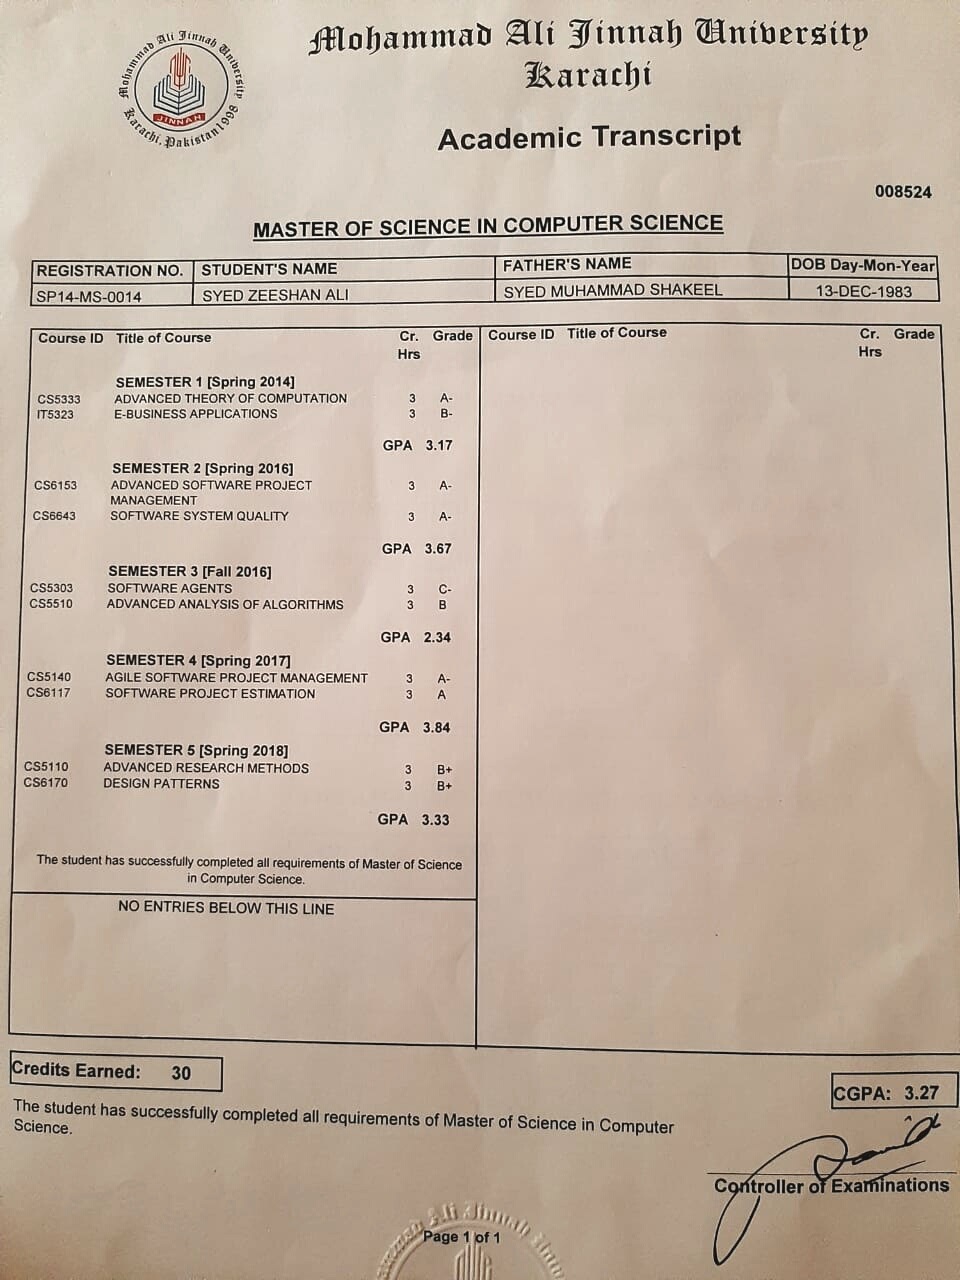 Mohammad Ali Jinnah University
Karachi, Pakistan 1998
JINNAH
Mohammad Ali Jinnah University
Karachi
Academic Transcript
008524
MASTER OF SCIENCE IN COMPUTER SCIENCE
REGISTRATION NO. STUDENT'S NAME FATHER'S NAME DOB Day-Mon-Year
SP14-MS-0014 SYED ZEESHAN ALI SYED MUHAMMAD SHAKEEL 13-DEC-1983
Course ID Title of Course Cr. Hrs Grade
SEMESTER 1 [Spring 2014]
CS5333 ADVANCED THEORY OF COMPUTATION 3 A-
IT5323 E-BUSINESS APPLICATIONS 3 B-
GPA 3.17
SEMESTER 2 [Spring 2016]
CS6153 ADVANCED SOFTWARE PROJECT 3 A-
MANAGEMENT
CS6643 SOFTWARE SYSTEM QUALITY 3 A-
GPA 3.67
SEMESTER 3 [Fall 2016]
CS5303 SOFTWARE AGENTS 3 C-
CS5510 ADVANCED ANALYSIS OF ALGORITHMS 3 B
GPA 2.34
SEMESTER 4 [Spring 2017]
CS5140 AGILE SOFTWARE PROJECT MANAGEMENT 3 A-
CS6117 SOFTWARE PROJECT ESTIMATION 3 A
GPA 3.84
SEMESTER 5 [Spring 2018]
CS5110 ADVANCED RESEARCH METHODS 3 B+
CS6170 DESIGN PATTERNS 3 B+
GPA 3.33
The student has successfully completed all requirements of Master of Science
in Computer Science.
NO ENTRIES BELOW THIS LINE
Course ID Title of Course Cr. Hrs Grade
Credits Earned: 30
CGPA: 3.27
The student has successfully completed all requirements of Master of Science in Computer
Science.
Controller of Examinations
Ali Jinnah
Page 1 of 1